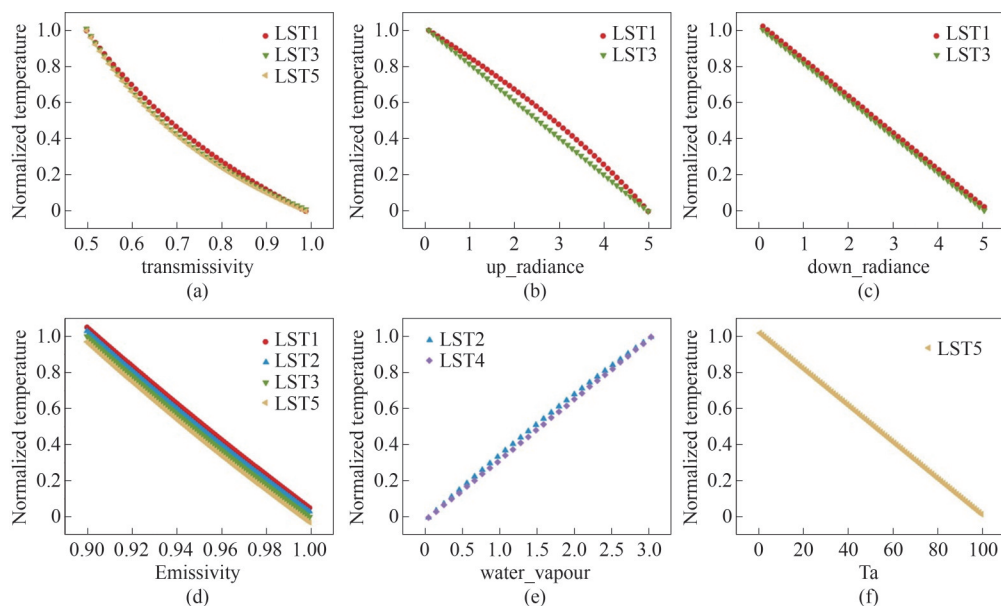 Normalized temperature
1.0
0.8
0.6
0.4
0.2
0
LST1
LST3
LST5
0.5 0.6 0.7 0.8 0.9 1.0
transmissivity
(a)
Normalized temperature
1.0
0.8
0.6
0.4
0.2
0
LST1
LST3
0 1 2 3 4 5
up_radiance
(b)
Normalized temperature
1.0
0.8
0.6
0.4
0.2
0
LST1
LST3
0 1 2 3 4 5
down_radiance
(c)
Normalized temperature
1.0
0.8
0.6
0.4
0.2
0
LST1
LST2
LST3
LST5
0.90 0.92 0.94 0.96 0.98 1.00
Emissivity
(d)
Normalized temperature
1.0
0.8
0.6
0.4
0.2
0
LST2
LST4
0 0.5 1.0 1.5 2.0 2.5 3.0
water_vapour
(e)
Normalized temperature
1.0
0.8
0.6
0.4
0.2
0
LST5
0 20 40 60 80 100
Ta
(f)